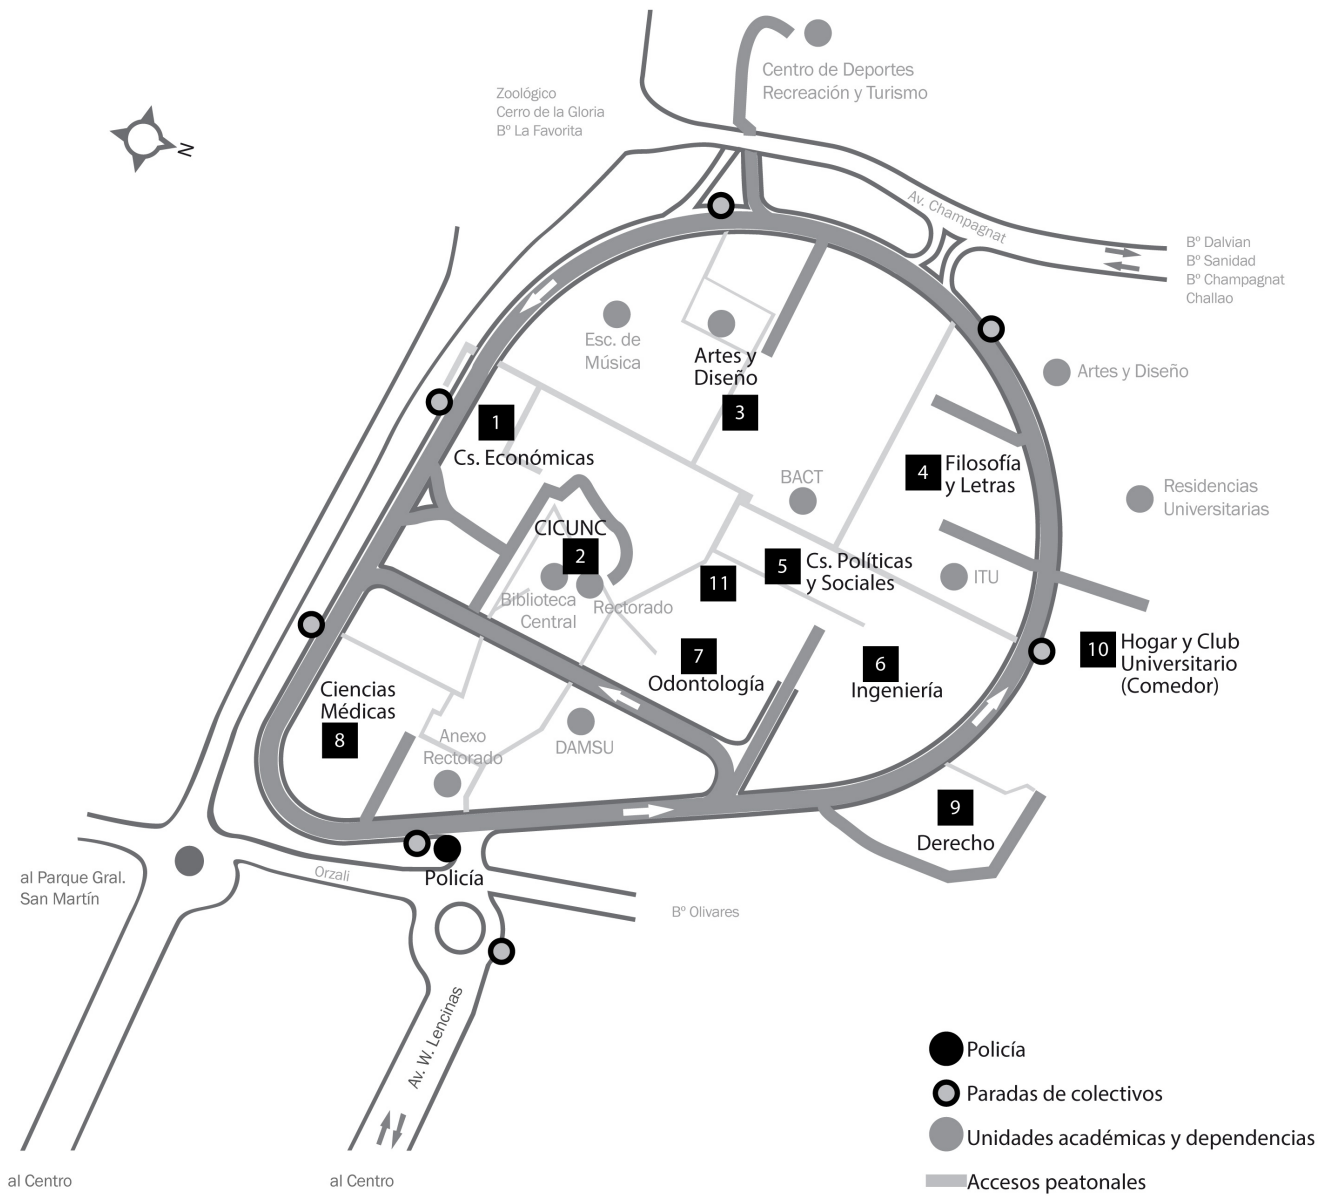 Centro de Deportes
Recreación y Turismo
Zoológico
Cerro de la Gloria
Bº La Favorita
N
Av. Champagnat
Bº Dalvian
Bº Sanidad
Bº Champagnat
Challao
Esc. de
Música
Artes y
Diseño
3
Artes y Diseño
1
Cs. Económicas
4
Filosofía
y Letras
BACT
Residencias
Universitarias
CICUNC
2
Biblioteca
Central
Rectorado
11
5
Cs. Políticas
y Sociales
ITU
10
Hogar y Club
Universitario
(Comedor)
7
Odontología
6
Ingeniería
Ciencias
Médicas
8
Anexo
Rectorado
DAMSU
9
Derecho
Policía
Orzali
al Parque Gral.
San Martín
Bº Olivares
Av. W. Lencinas
al Centro
al Centro
Policía
Paradas de colectivos
Unidades académicas y dependencias
Accesos peatonales